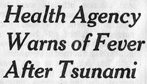 Health Agency
Warns of Fever
After Tsunami